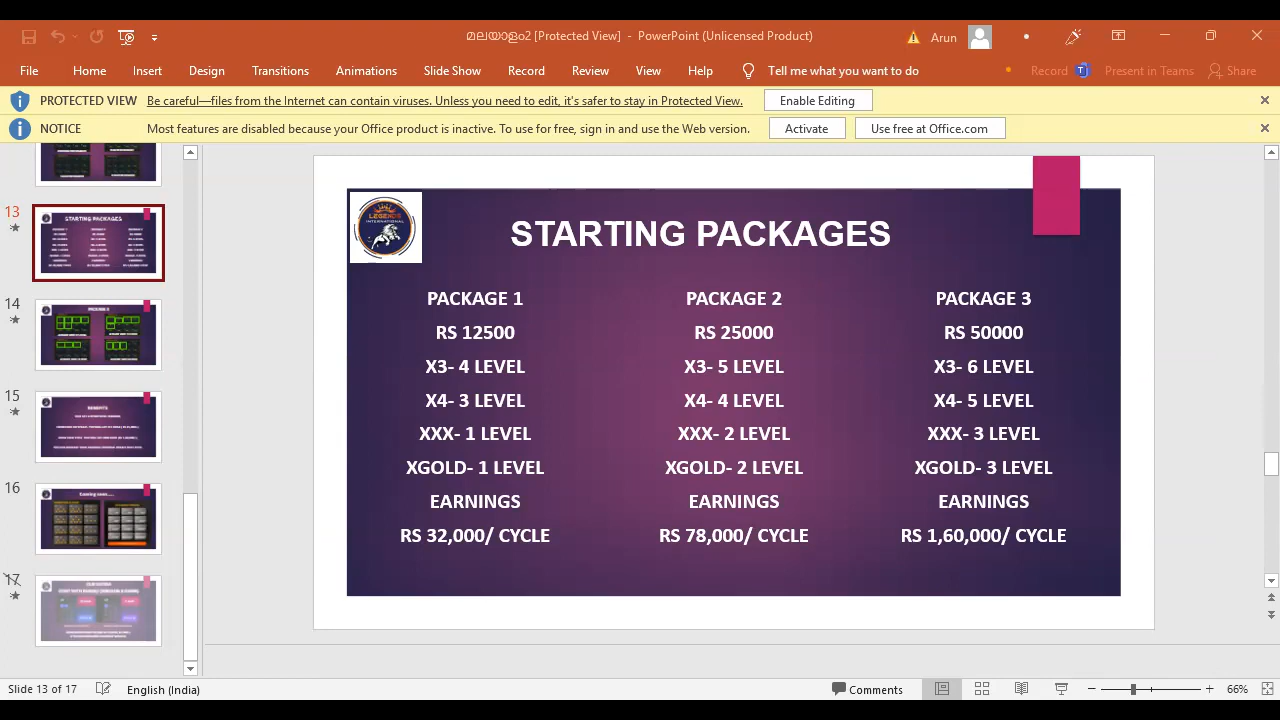 മലയാളം2 [Protected View] - PowerPoint (Unlicensed Product)
Arun
File Home Insert Design Transitions Animations Slide Show Record Review View Help Tell me what you want to do
Record Present in Teams Share
PROTECTED VIEW Be careful—files from the Internet can contain viruses. Unless you need to edit, it's safer to stay in Protected View. Enable Editing
NOTICE Most features are disabled because your Office product is inactive. To use for free, sign in and use the Web version. Activate Use free at Office.com
13
STARTING PACKAGES
14
15
BENEFITS
16
17
LEGENDS
INTERNATIONAL
STARTING PACKAGES
PACKAGE 1
RS 12500
X3- 4 LEVEL
X4- 3 LEVEL
XXX- 1 LEVEL
XGOLD- 1 LEVEL
EARNINGS
RS 32,000/ CYCLE
PACKAGE 2
RS 25000
X3- 5 LEVEL
X4- 4 LEVEL
XXX- 2 LEVEL
XGOLD- 2 LEVEL
EARNINGS
RS 78,000/ CYCLE
PACKAGE 3
RS 50000
X3- 6 LEVEL
X4- 5 LEVEL
XXX- 3 LEVEL
XGOLD- 3 LEVEL
EARNINGS
RS 1,60,000/ CYCLE
Slide 13 of 17 English (India) Comments 66%